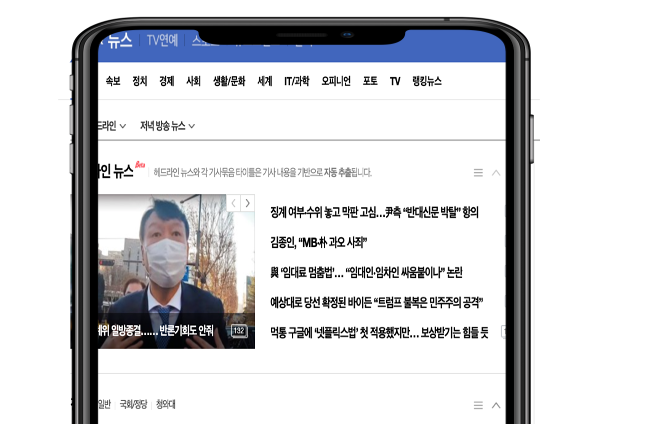 뉴스 TV연예
속보 정치 경제 사회 생활/문화 세계 IT/과학 오피니언 포토 TV 랭킹뉴스
드라인 저녁 방송 뉴스
라인 뉴스 Beta 헤드라인 뉴스와 각 기사묶음 타이틀은 기사 내용을 기반으로 자동 추출됩니다.
징계 여부·수위 놓고 막판 고심…尹측 “반대신문 박탈” 항의
김종인, “MB·朴 과오 사죄”
與 ‘임대료 멈춤법’… “임대인·임차인 싸움붙이나” 논란
예상대로 당선 확정된 바이든 “트럼프 불복은 민주주의 공격”
먹통 구글에 ‘넷플릭스법’ 첫 적용했지만… 보상받기는 힘들 듯
계위 일방종결…… 반론기회도 안줘 132
일반 국회/정당 청와대